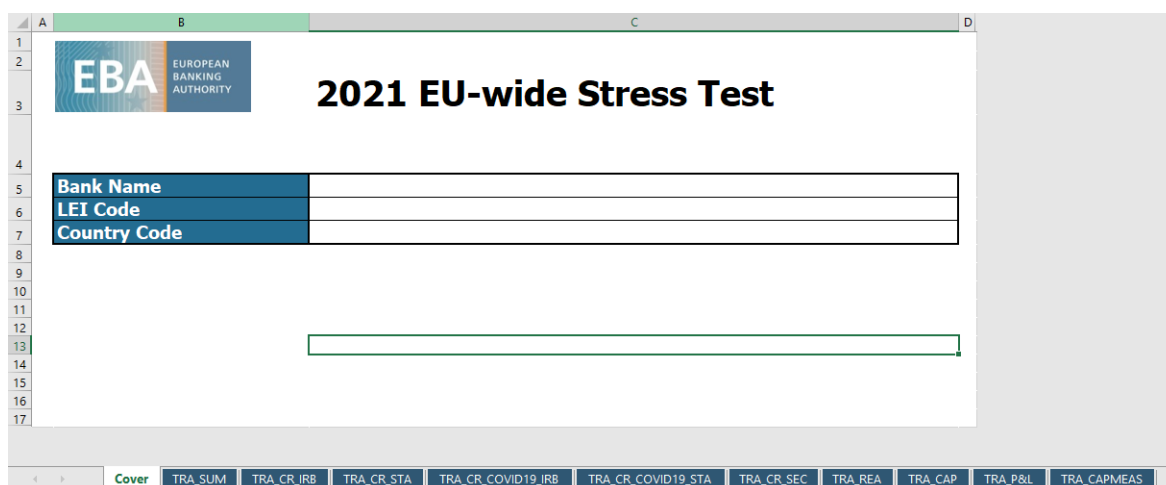 A B C D
1
2
3
4
5
6
7
8
9
10
11
12
13
14
15
16
17
EBA EUROPEAN
BANKING
AUTHORITY
2021 EU-wide Stress Test
Bank Name
LEI Code
Country Code
Cover TRA_SUM TRA_CR_IRB TRA_CR_STA TRA_CR_COVID19_IRB TRA_CR_COVID19_STA TRA_CR_SEC TRA_REA TRA_CAP TRA_P&L TRA_CAPMEAS